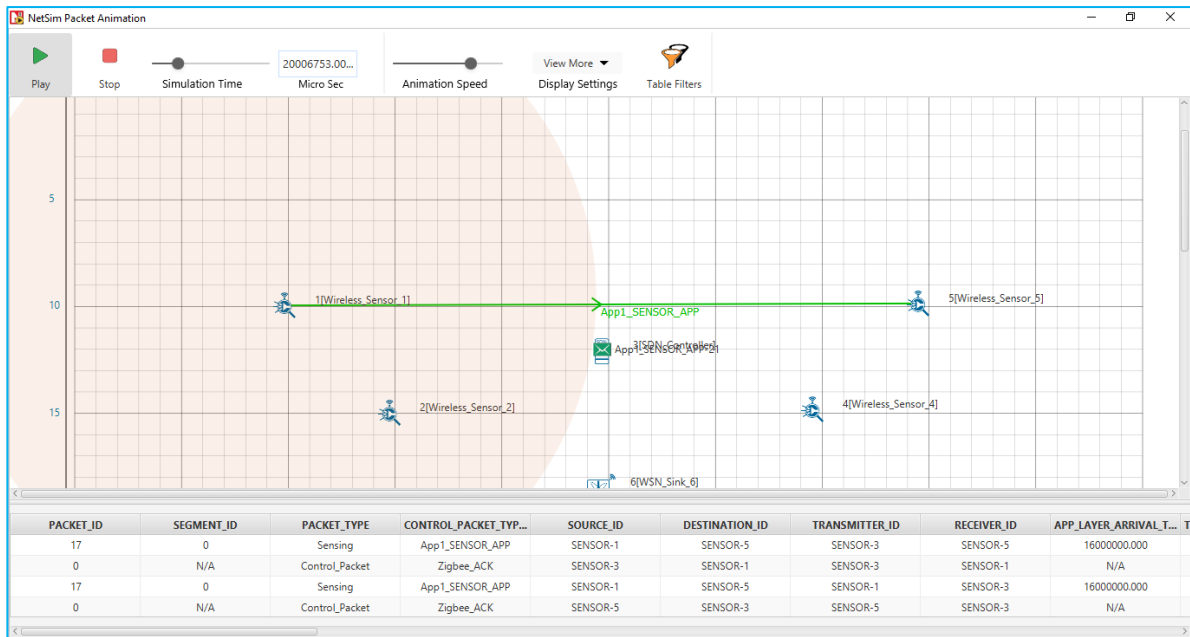 NetSim Packet Animation
20006753.00...
View More
Play Stop Simulation Time Micro Sec Animation Speed Display Settings Table Filters
5
10
1[Wireless_Sensor_1]
5[Wireless_Sensor_5]
App1_SENSOR_APP
3[SDN_Controller]
App1_SENSOR_APP-21
15
2[Wireless_Sensor_2]
4[Wireless_Sensor_4]
6[WSN_Sink_6]
PACKET_ID SEGMENT_ID PACKET_TYPE CONTROL_PACKET_TYP... SOURCE_ID DESTINATION_ID TRANSMITTER_ID RECEIVER_ID APP_LAYER_ARRIVAL_T... T
17 0 Sensing App1_SENSOR_APP SENSOR-1 SENSOR-5 SENSOR-3 SENSOR-5 16000000.000
0 N/A Control_Packet Zigbee_ACK SENSOR-3 SENSOR-1 SENSOR-3 SENSOR-1 N/A
17 0 Sensing App1_SENSOR_APP SENSOR-1 SENSOR-5 SENSOR-1 SENSOR-3 16000000.000
0 N/A Control_Packet Zigbee_ACK SENSOR-5 SENSOR-3 SENSOR-5 SENSOR-3 N/A